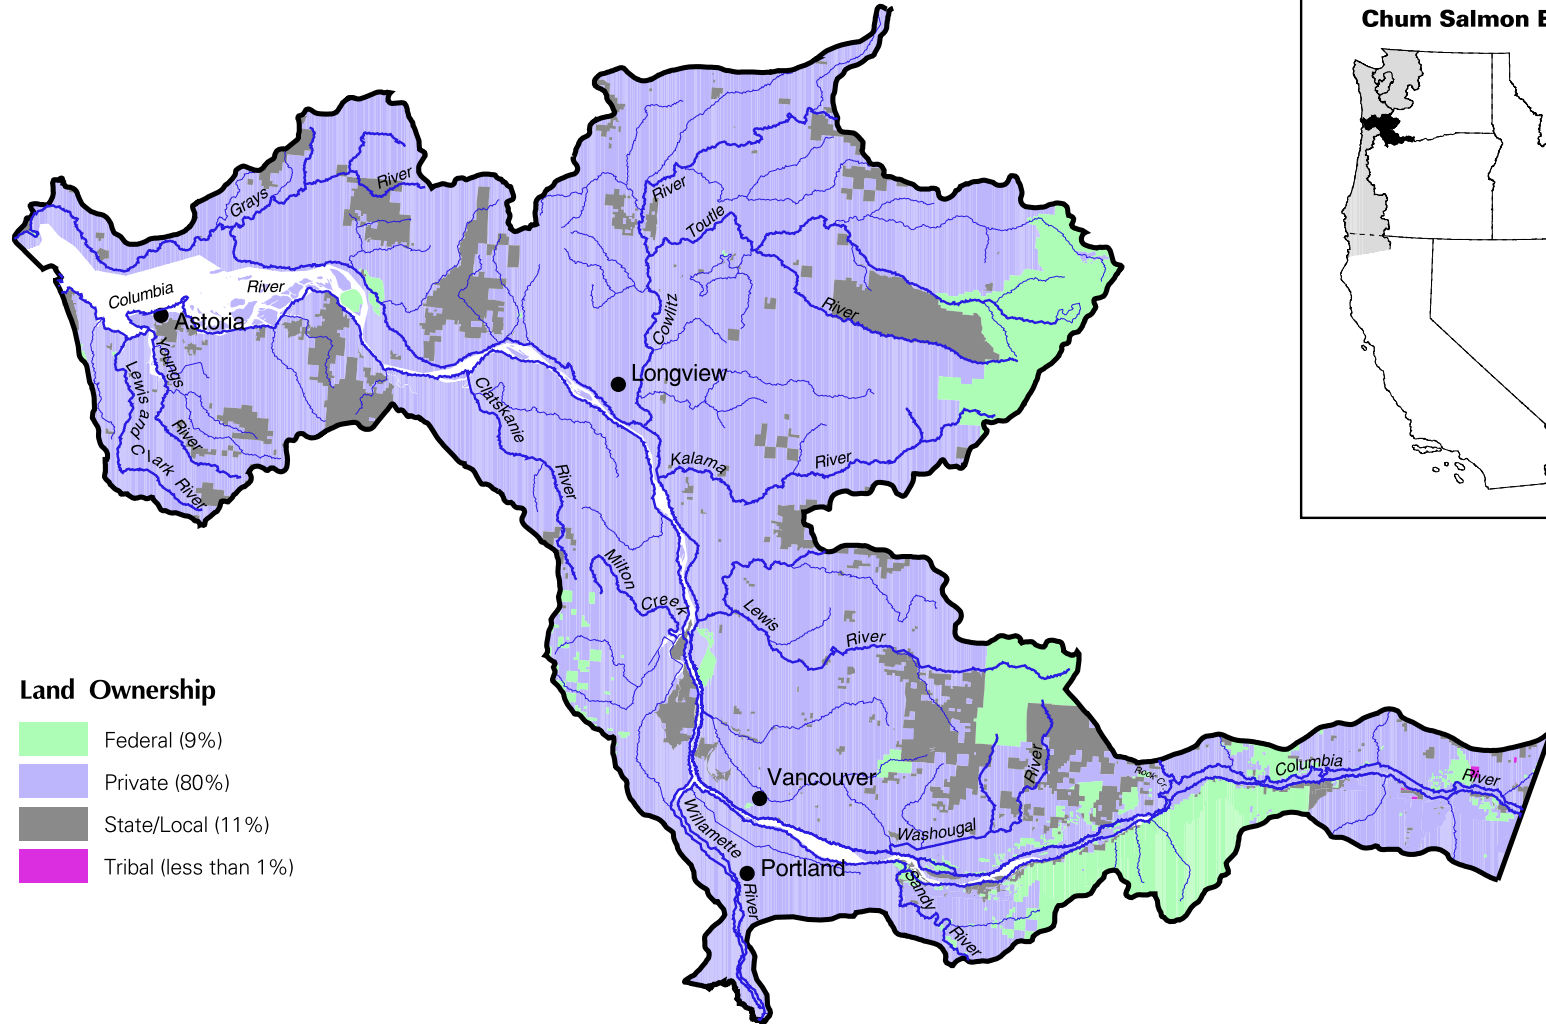 Chum Salmon E
River
Grays
River
Toutle
Columbia
River
Astoria
River
Cowlitz
Youngs
River
Lewis and
Clark
River
Longview
Clatskanie
River
Kalama
River
Milton
Creek
Lewis
River
Land Ownership
Federal (9%)
Private (80%)
State/Local (11%)
Tribal (less than 1%)
Vancouver
River
Washougal
Rock Cr.
Columbia
River
Willamette
River
Portland
Sandy
River